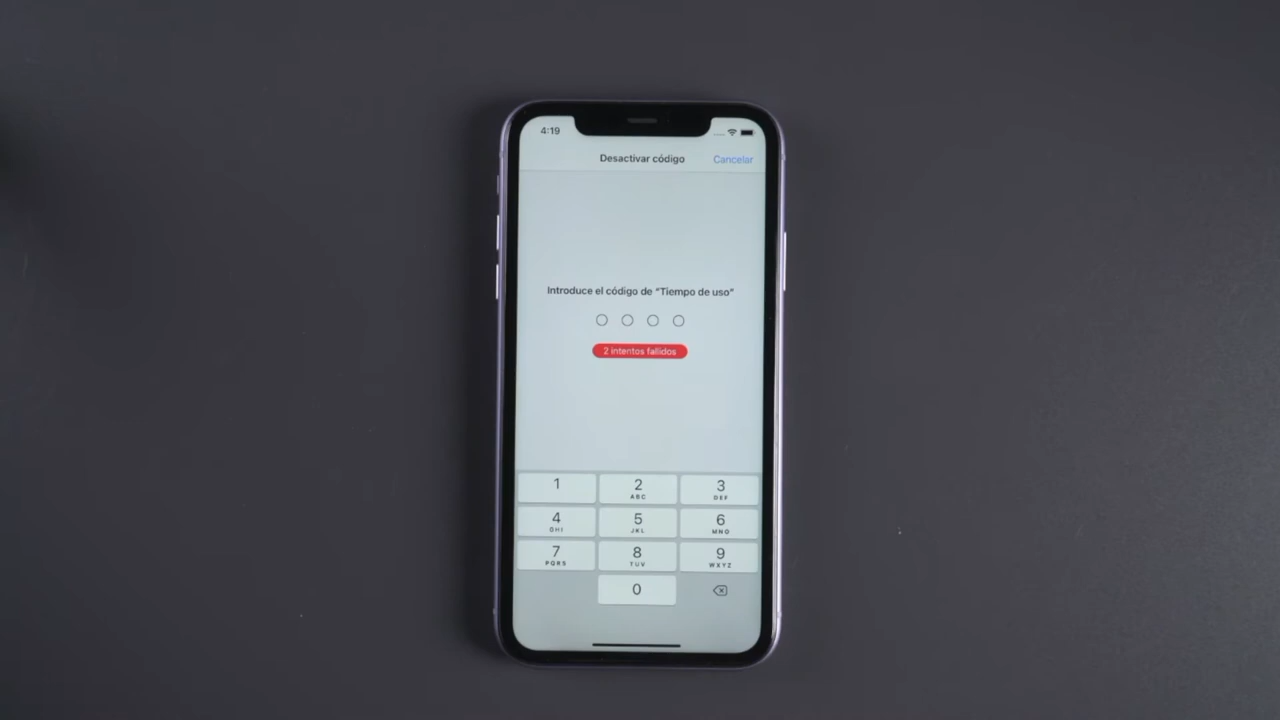 4:19
Desactivar código Cancelar
Introduce el código de “Tiempo de uso”
2 intentos fallidos
1 2 3
ABC DEF
4 5 6
GHI JKL MNO
7 8 9
PQRS TUV WXYZ
0